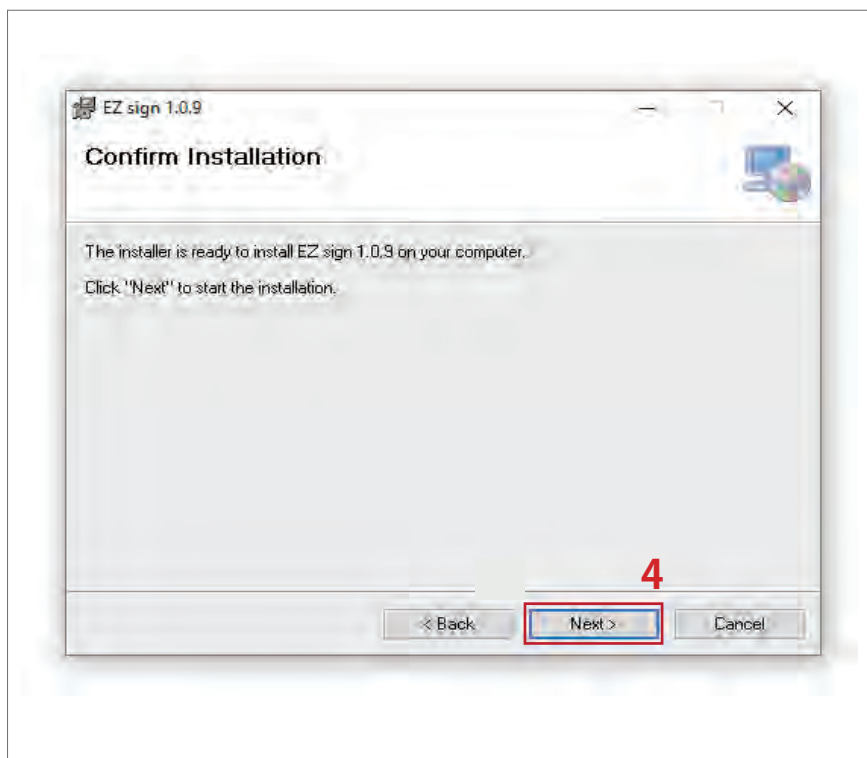 EZ sign 1.0.9
Confirm Installation
The installer is ready to install EZ sign 1.0.9 on your computer.
Click "Next" to start the installation.
4
< Back
Next >
Cancel